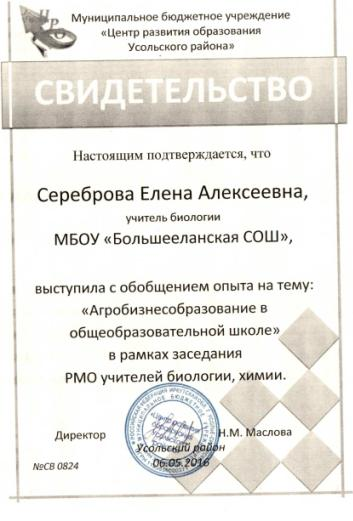 ЦРО
Муниципальное бюджетное учреждение
«Центр развития образования
Усольского района»
СВИДЕТЕЛЬСТВО
Настоящим подтверждается, что
Сереброва Елена Алексеевна,
учитель биологии
МБОУ «Большееланская СОШ»,
выступила с обобщением опыта на тему:
«Агробизнесобразование в
общеобразовательной школе»
в рамках заседания
РМО учителей биологии, химии.
Директор Н.М. Маслова
Усольский район
№СВ 0824 06.05.2016